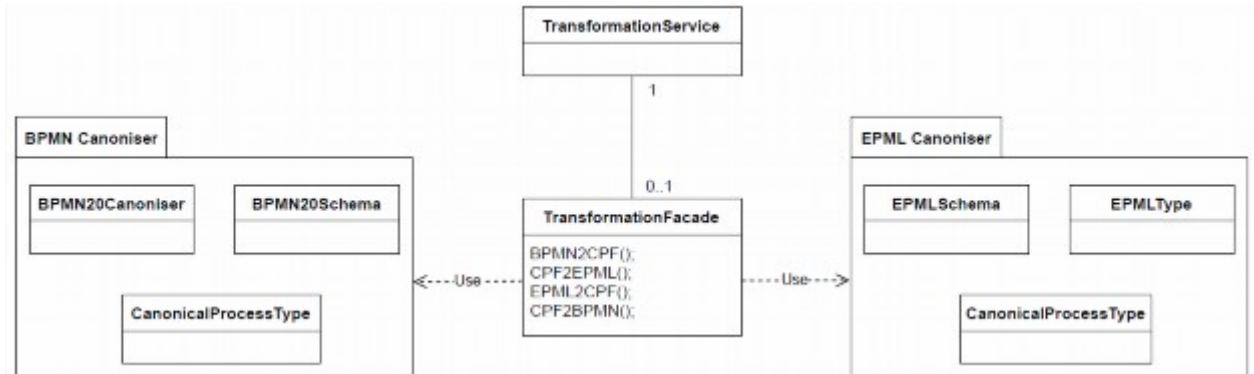 TransformationService
1
BPMN Canoniser
EPML Canoniser
0..1
BPMN20Canoniser
BPMN20Schema
TransformationFacade
EPMLSchema
EPMLType
BPMN2CPF();
CPF2EPML();
EPML2CPF();
CPF2BPMN();
Use
Use
CanonicalProcessType
CanonicalProcessType